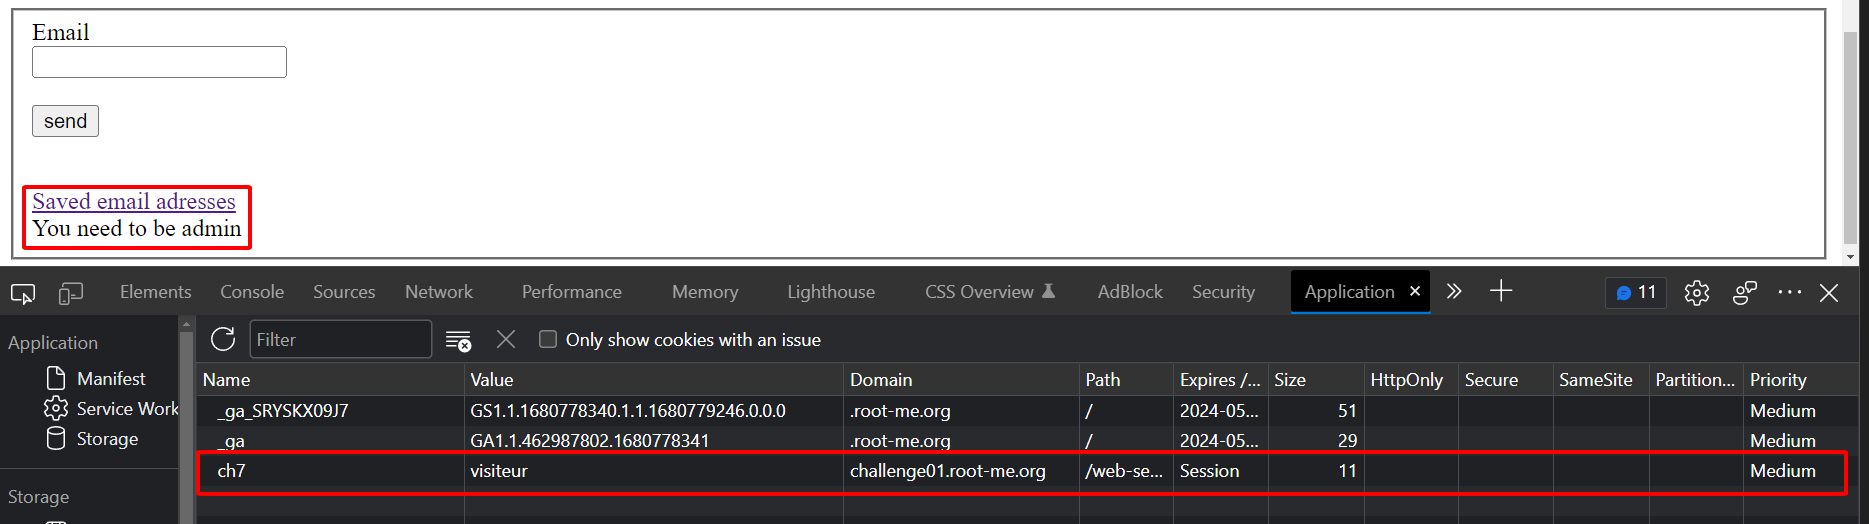 Email
send
Saved email adresses
You need to be admin
Elements Console Sources Network Performance Memory Lighthouse CSS Overview AdBlock Security Application 11
Application
Filter Only show cookies with an issue
Manifest
Service Work
Storage
Storage
Name Value Domain Path Expires /... Size HttpOnly Secure SameSite Partition... Priority
_ga_SRYSKX09J7 GS1.1.1680778340.1.1.1680779246.0.0.0 .root-me.org / 2024-05... 51 Medium
_ga GA1.1.462987802.1680778341 .root-me.org / 2024-05... 29 Medium
ch7 visiteur challenge01.root-me.org /web-se... Session 11 Medium